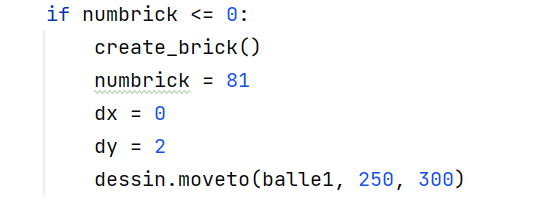 if numbrick <= 0:
    create_brick()
    numbrick = 81
    dx = 0
    dy = 2
    dessin.moveto(balle1, 250, 300)